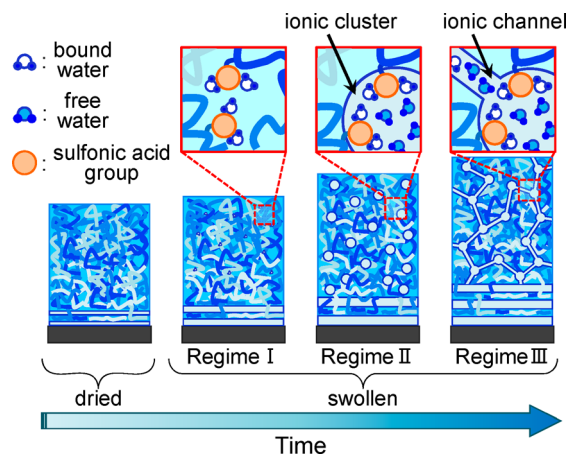 ionic cluster
ionic channel
: bound
water
: free
water
: sulfonic acid
group
Regime I
Regime II
Regime III
dried
swollen
Time